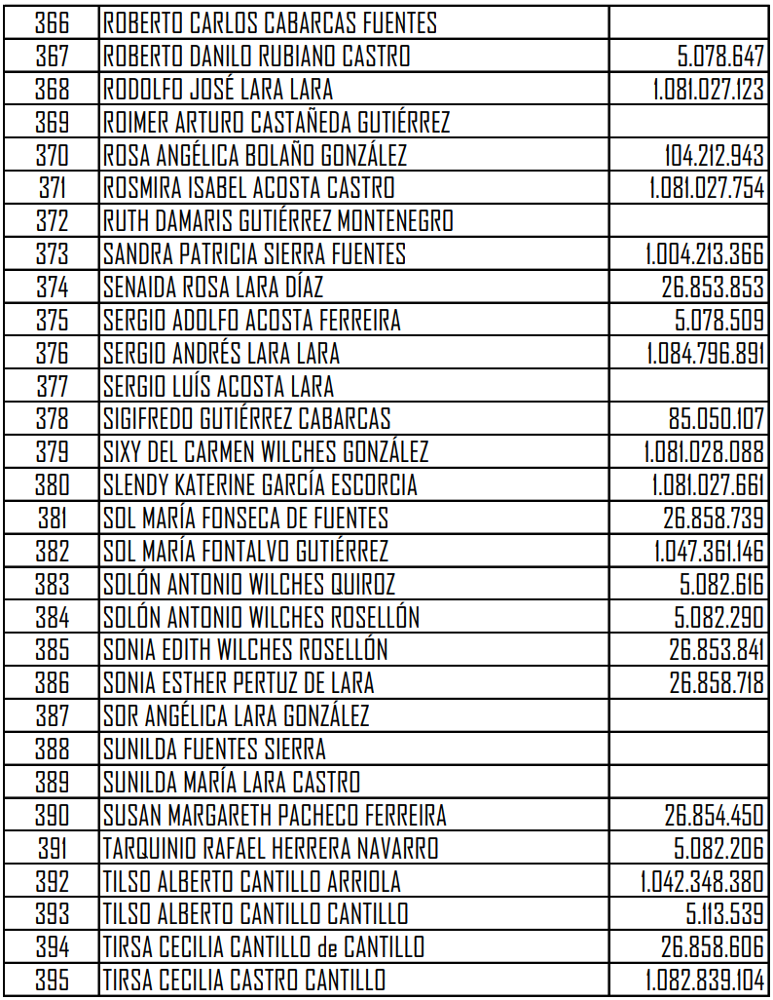 366 ROBERTO CARLOS CABARCAS FUENTES
367 ROBERTO DANILO RUBIANO CASTRO 5.078.647
368 RODOLFO JOSÉ LARA LARA 1.081.027.123
369 ROIMER ARTURO CASTAÑEDA GUTIÉRREZ
370 ROSA ANGÉLICA BOLAÑO GONZÁLEZ 104.212.943
371 ROSMIRA ISABEL ACOSTA CASTRO 1.081.027.754
372 RUTH DAMARIS GUTIÉRREZ MONTENEGRO
373 SANDRA PATRICIA SIERRA FUENTES 1.004.213.366
374 SENAIDA ROSA LARA DÍAZ 26.853.853
375 SERGIO ADOLFO ACOSTA FERREIRA 5.078.509
376 SERGIO ANDRÉS LARA LARA 1.084.796.891
377 SERGIO LUÍS ACOSTA LARA
378 SIGIFREDO GUTIÉRREZ CABARCAS 85.050.107
379 SIXY DEL CARMEN WILCHES GONZÁLEZ 1.081.028.088
380 SLENDY KATERINE GARCÍA ESCORCIA 1.081.027.661
381 SOL MARÍA FONSECA DE FUENTES 26.858.739
382 SOL MARÍA FONTALVO GUTIÉRREZ 1.047.361.146
383 SOLÓN ANTONIO WILCHES QUIROZ 5.082.616
384 SOLÓN ANTONIO WILCHES ROSELLÓN 5.082.290
385 SONIA EDITH WILCHES ROSELLÓN 26.853.841
386 SONIA ESTHER PERTUZ DE LARA 26.858.718
387 SOR ANGÉLICA LARA GONZÁLEZ
388 SUNILDA FUENTES SIERRA
389 SUNILDA MARÍA LARA CASTRO
390 SUSAN MARGARETH PACHECO FERREIRA 26.854.450
391 TARQUINIO RAFAEL HERRERA NAVARRO 5.082.206
392 TILSO ALBERTO CANTILLO ARRIOLA 1.042.348.380
393 TILSO ALBERTO CANTILLO CANTILLO 5.113.539
394 TIRSA CECILIA CANTILLO de CANTILLO 26.858.606
395 TIRSA CECILIA CASTRO CANTILLO 1.082.839.104